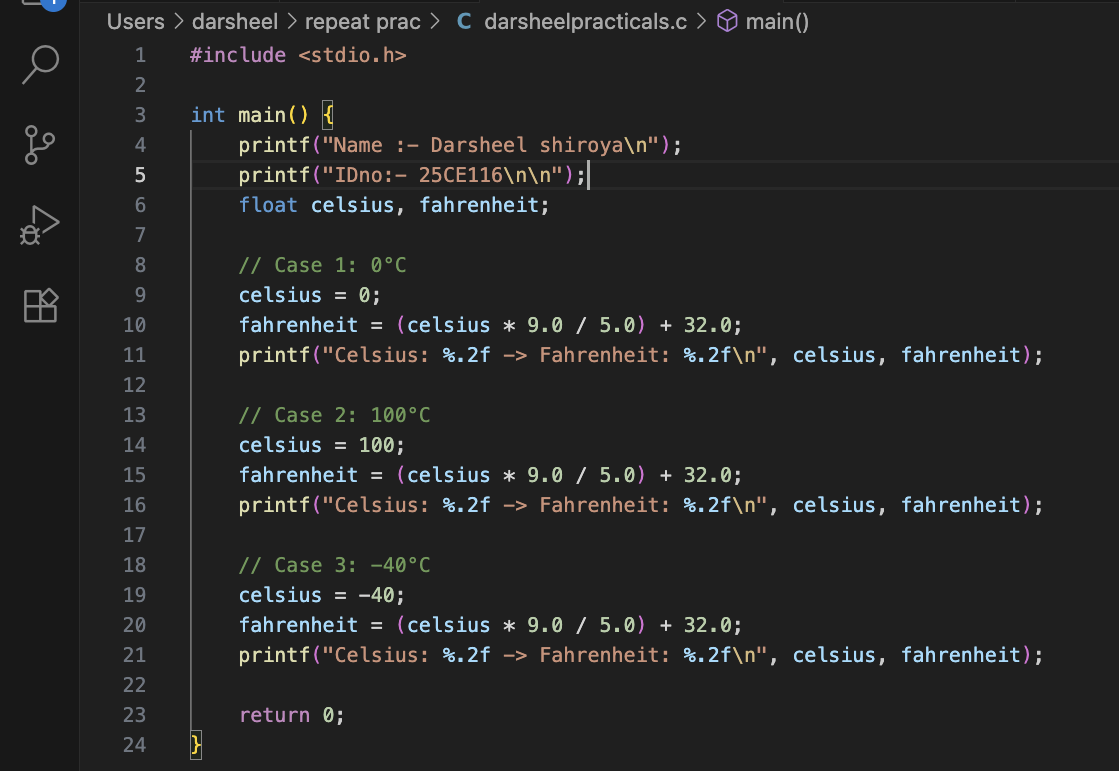 Users > darsheel > repeat prac > C darsheelpracticals.c > main()
1 #include <stdio.h>
2
3 int main() {
4     printf("Name :- Darsheel shiroya\n");
5     printf("IDno:- 25CE116\n\n");
6     float celsius, fahrenheit;
7
8     // Case 1: 0°C
9     celsius = 0;
10     fahrenheit = (celsius * 9.0 / 5.0) + 32.0;
11     printf("Celsius: %.2f -> Fahrenheit: %.2f\n", celsius, fahrenheit);
12
13     // Case 2: 100°C
14     celsius = 100;
15     fahrenheit = (celsius * 9.0 / 5.0) + 32.0;
16     printf("Celsius: %.2f -> Fahrenheit: %.2f\n", celsius, fahrenheit);
17
18     // Case 3: -40°C
19     celsius = -40;
20     fahrenheit = (celsius * 9.0 / 5.0) + 32.0;
21     printf("Celsius: %.2f -> Fahrenheit: %.2f\n", celsius, fahrenheit);
22
23     return 0;
24 }